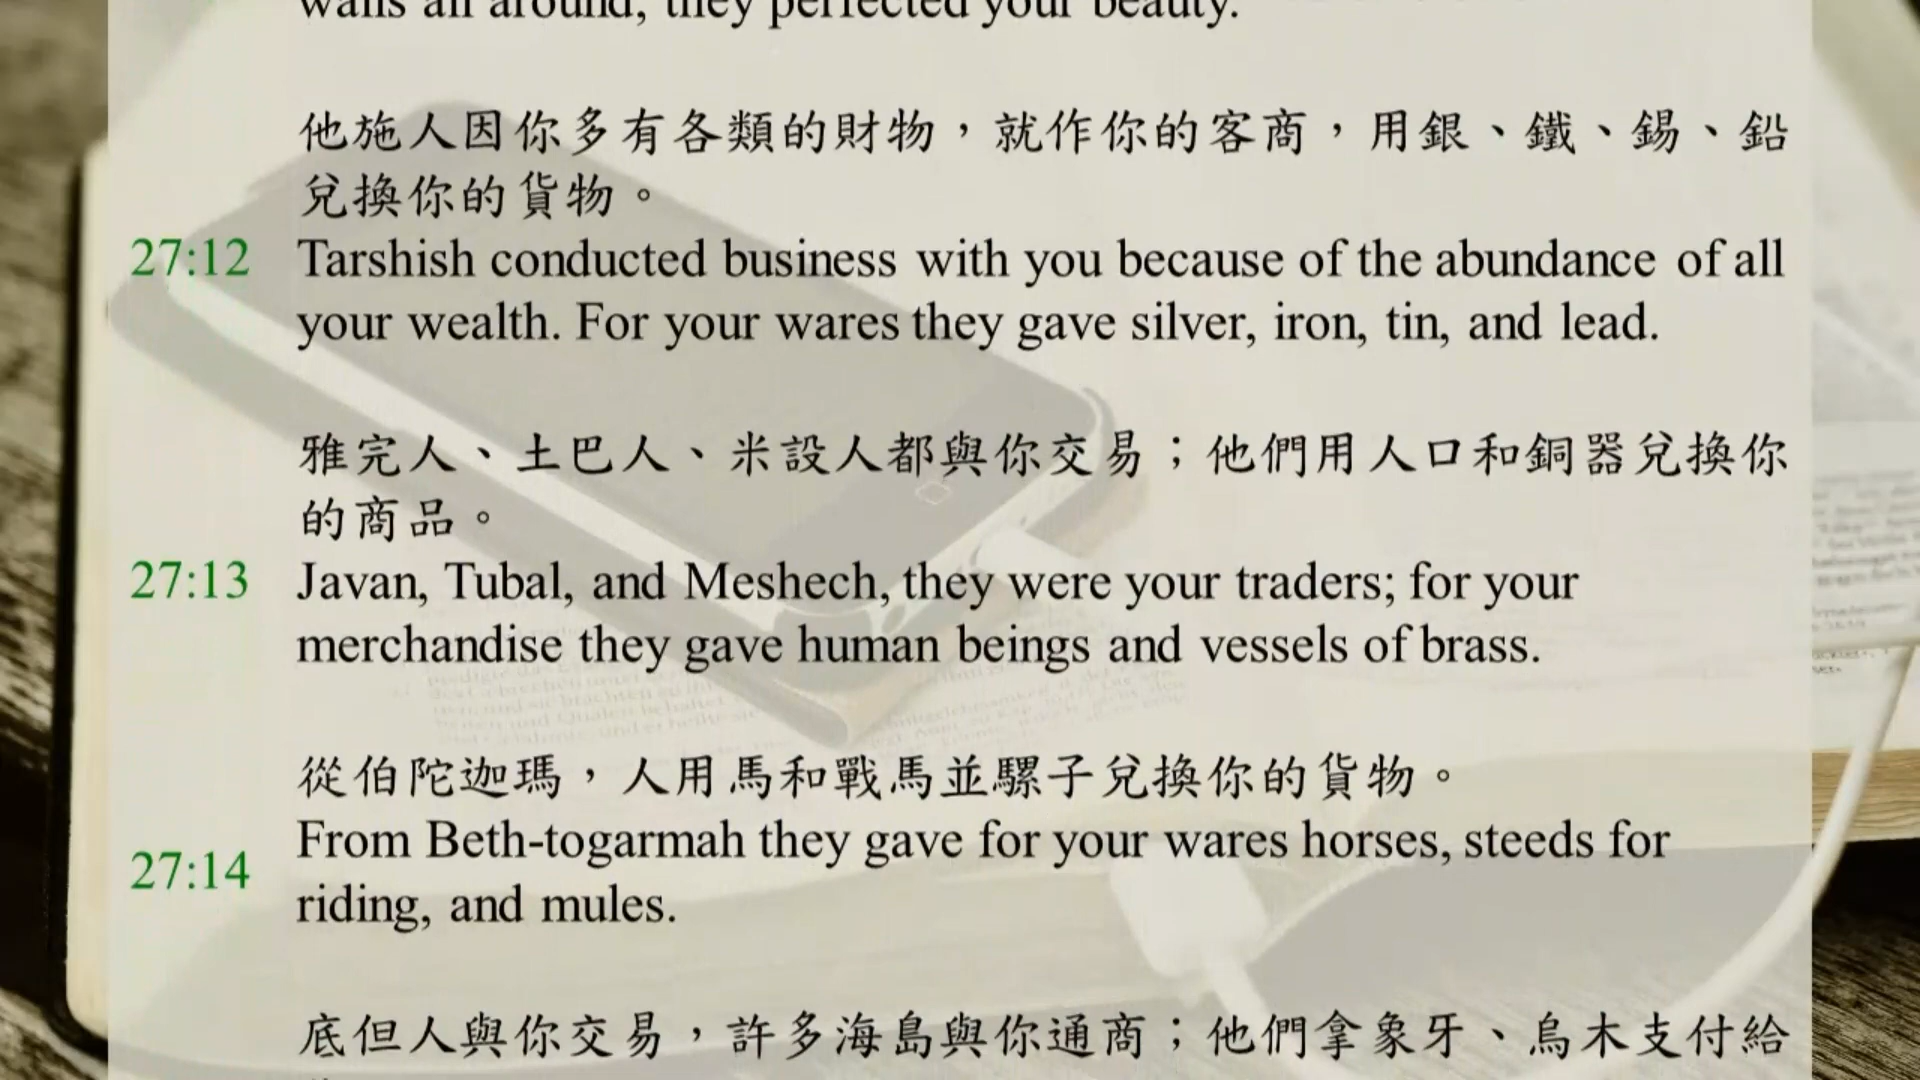 walls all around, they perfected your beauty.
他施人因你多有各類的財物，就作你的客商，用銀、鐵、錫、鉛
兌換你的貨物。
27:12 Tarshish conducted business with you because of the abundance of all
your wealth. For your wares they gave silver, iron, tin, and lead.
雅完人、土巴人、米設人都與你交易；他們用人口和銅器兌換你
的商品。
27:13 Javan, Tubal, and Meshech, they were your traders; for your
merchandise they gave human beings and vessels of brass.
從伯陀迦瑪，人用馬和戰馬並騾子兌換你的貨物。
From Beth-togarmah they gave for your wares horses, steeds for
27:14
riding, and mules.
底但人與你交易，許多海島與你通商；他們拿象牙、烏木支付給